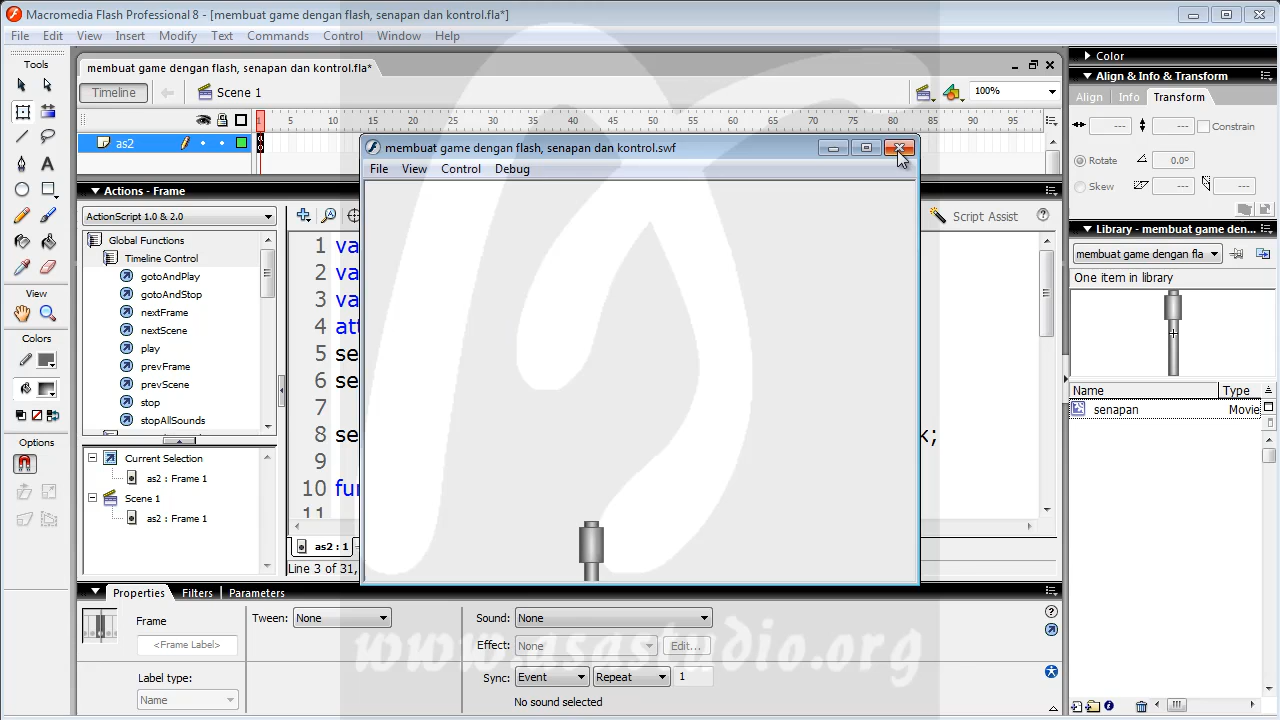 Macromedia Flash Professional 8 - [membuat game dengan flash, senapan dan kontrol.fla*]
File Edit View Insert Modify Text Commands Control Window Help
Tools
membuat game dengan flash, senapan dan kontrol.fla*
Timeline Scene 1 100%
1 5 10 15 20 25 30 35 40 45 50 55 60 65 70 75 80 85 90 95
as2
Actions - Frame
ActionScript 1.0 & 2.0
Global Functions
Timeline Control
gotoAndPlay
gotoAndStop
nextFrame
nextScene
play
prevFrame
prevScene
stop
stopAllSounds
Current Selection
as2 : Frame 1
Scene 1
as2 : Frame 1
Script Assist
1 va
2 va
3 va
4 att
5 se
6 se
7
8 se k;
9
10 fu
11
as2 : 1
Line 3 of 31,
membuat game dengan flash, senapan dan kontrol.swf
File View Control Debug
View
Colors
Options
Properties Filters Parameters
Frame
<Frame Label>
Label type:
Name
Tween: None
Sound: None
Effect: None Edit...
Sync: Event Repeat 1
No sound selected
Color
Align & Info & Transform
Align Info Transform
--- --- Constrain
Rotate 0.0°
Skew --- ---
Library - membuat game den...
membuat game dengan fla
One item in library
Name Type
senapan Movie
www.asastudio.org